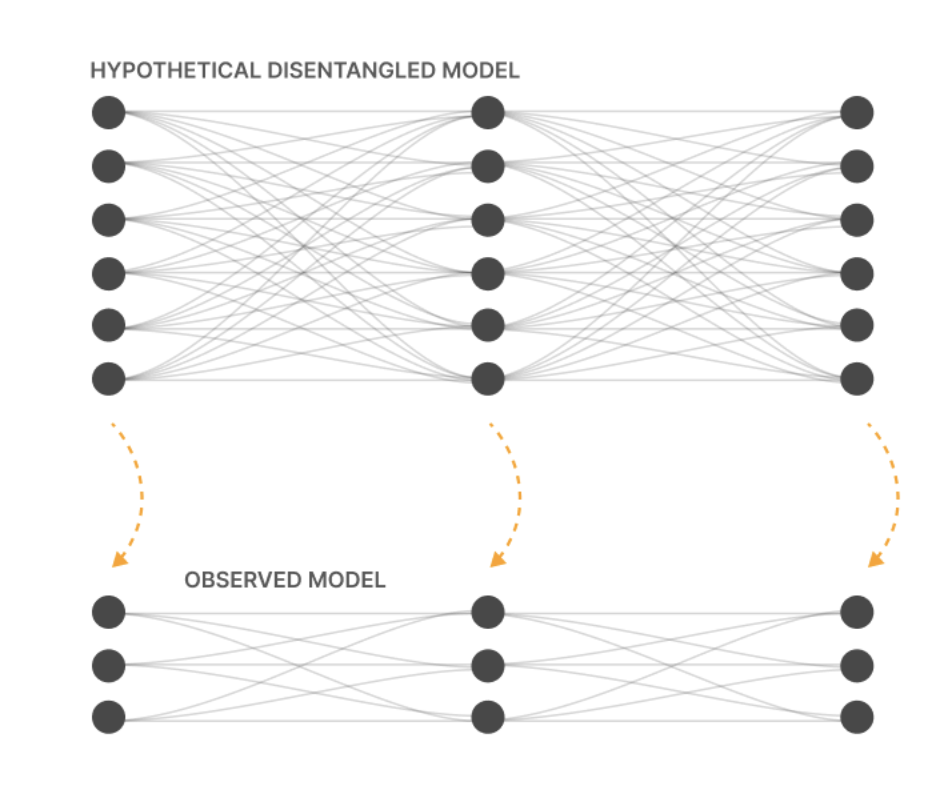 HYPOTHETICAL DISENTANGLED MODEL
OBSERVED MODEL